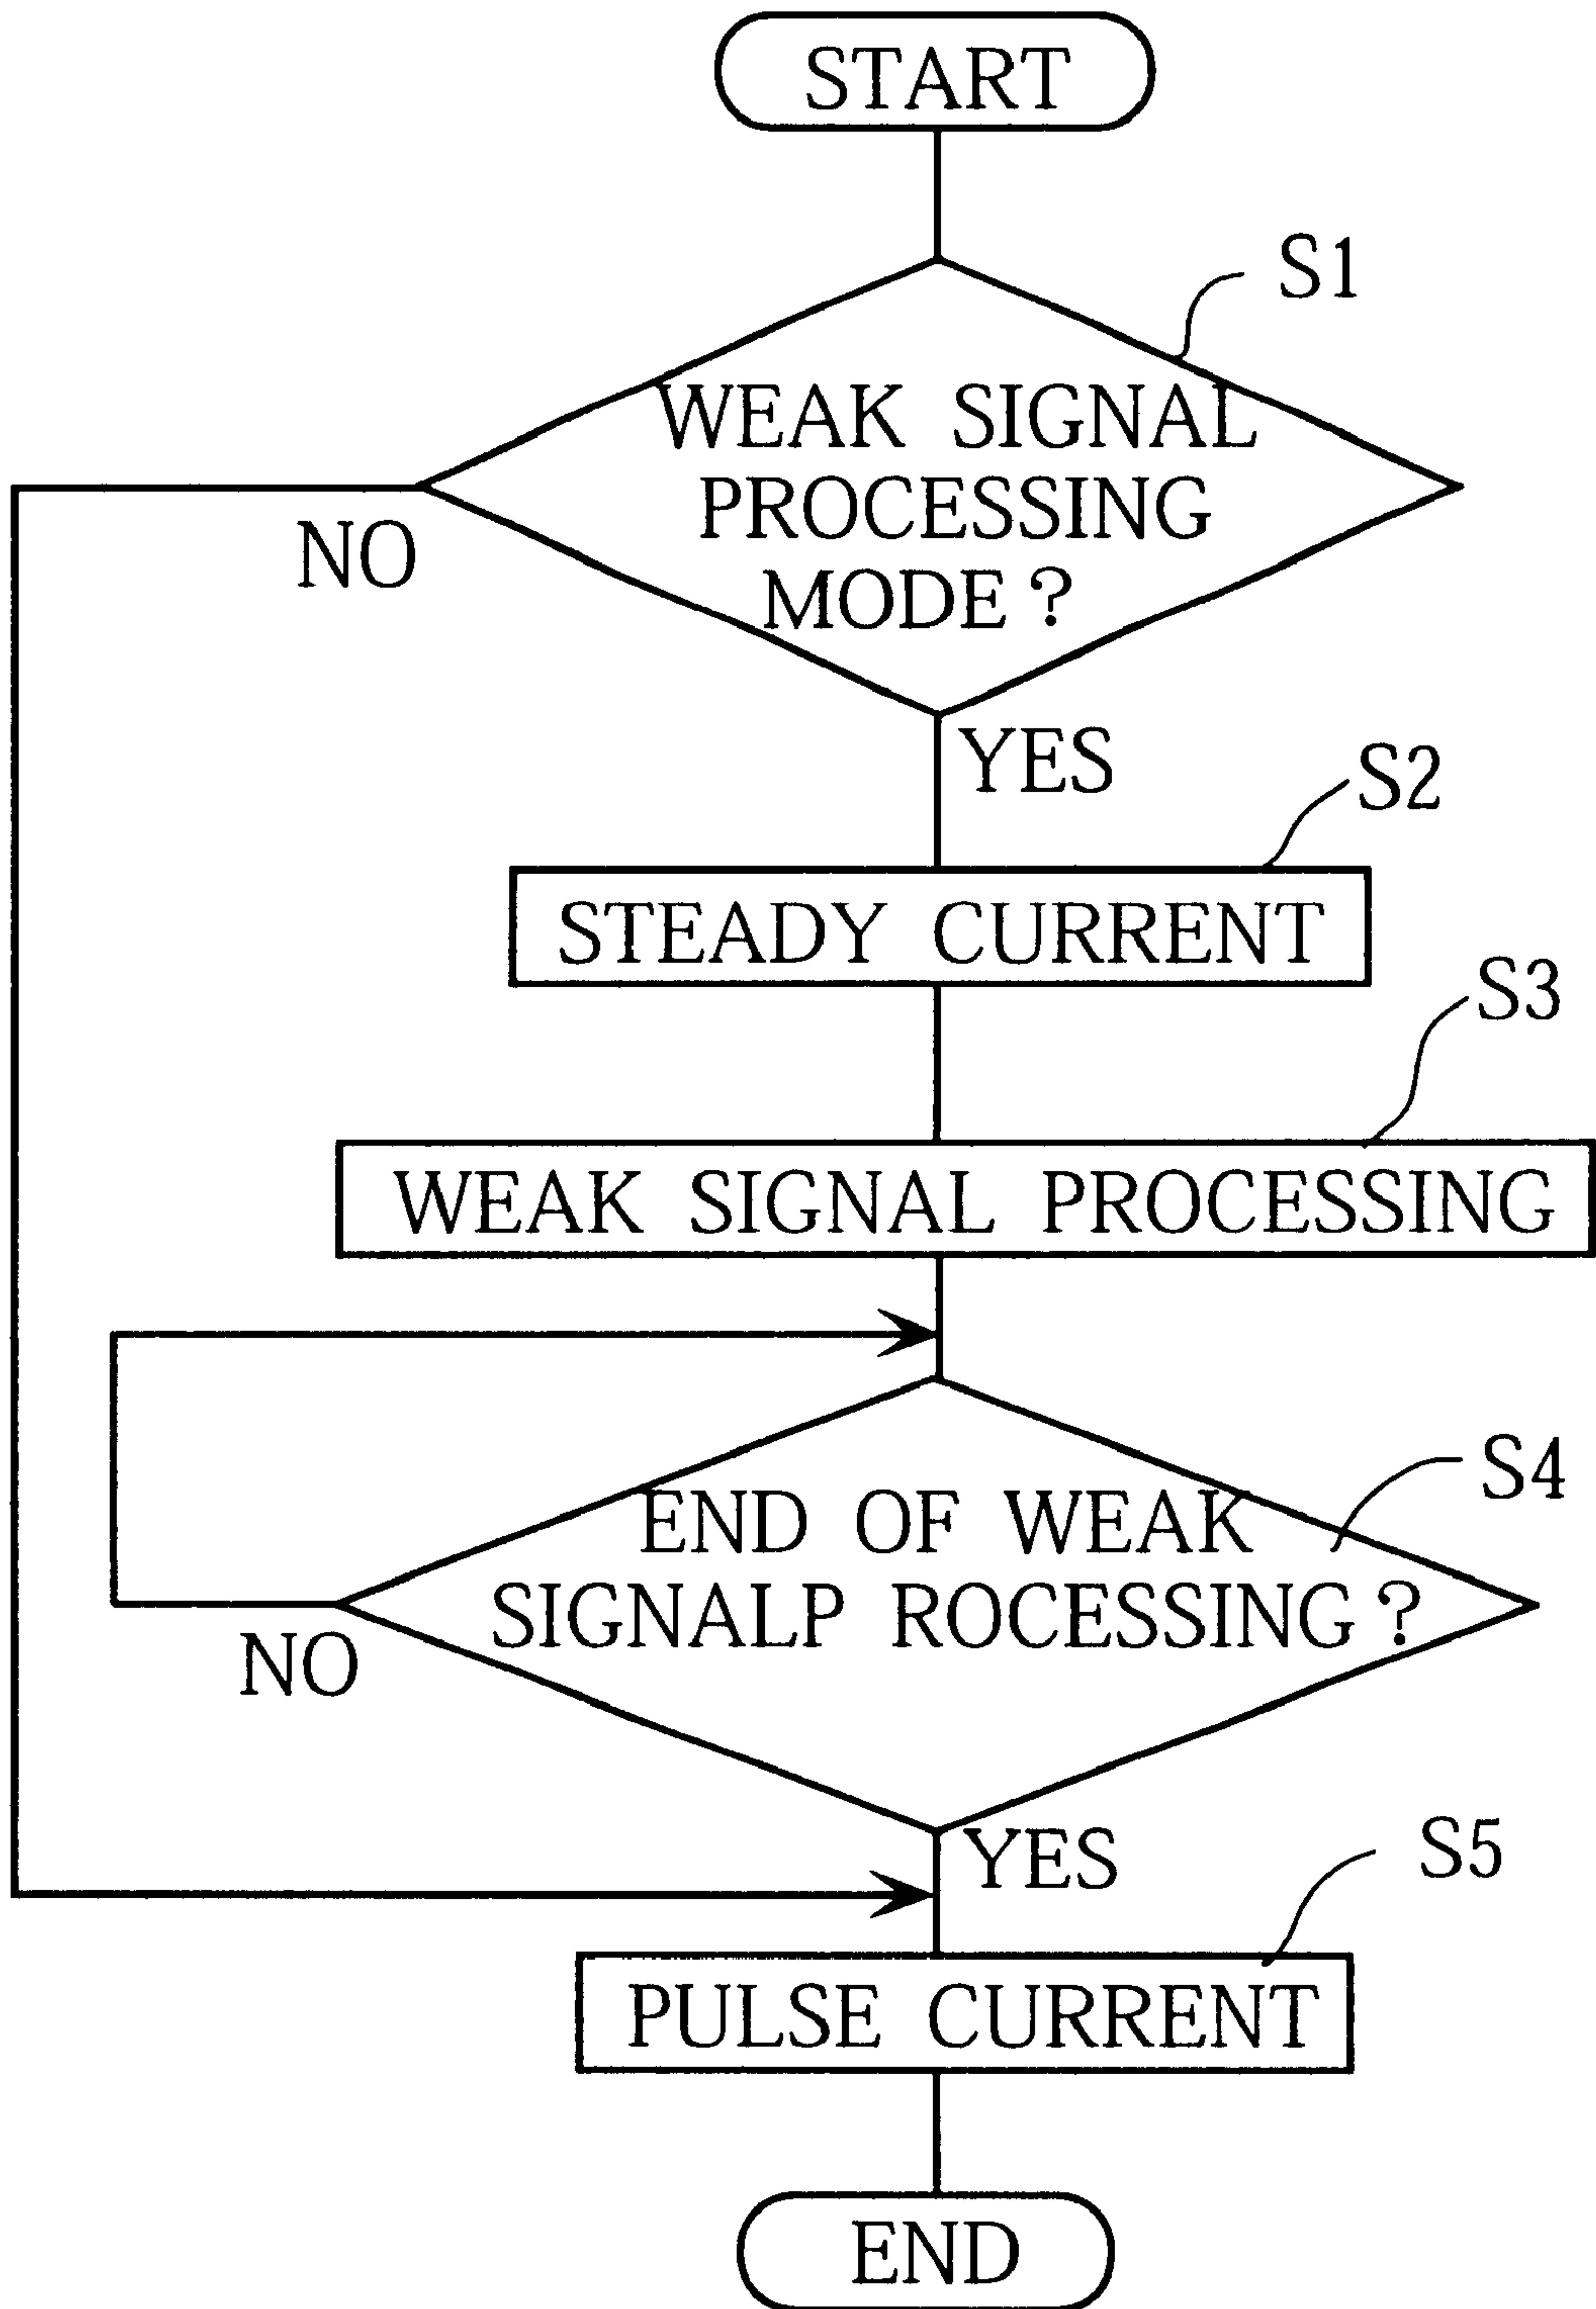 START
S1
WEAK SIGNAL
PROCESSING
MODE?
NO
YES
S2
STEADY CURRENT
S3
WEAK SIGNAL PROCESSING
S4
END OF WEAK
SIGNALP ROCESSING?
NO
YES
S5
PULSE CURRENT
END